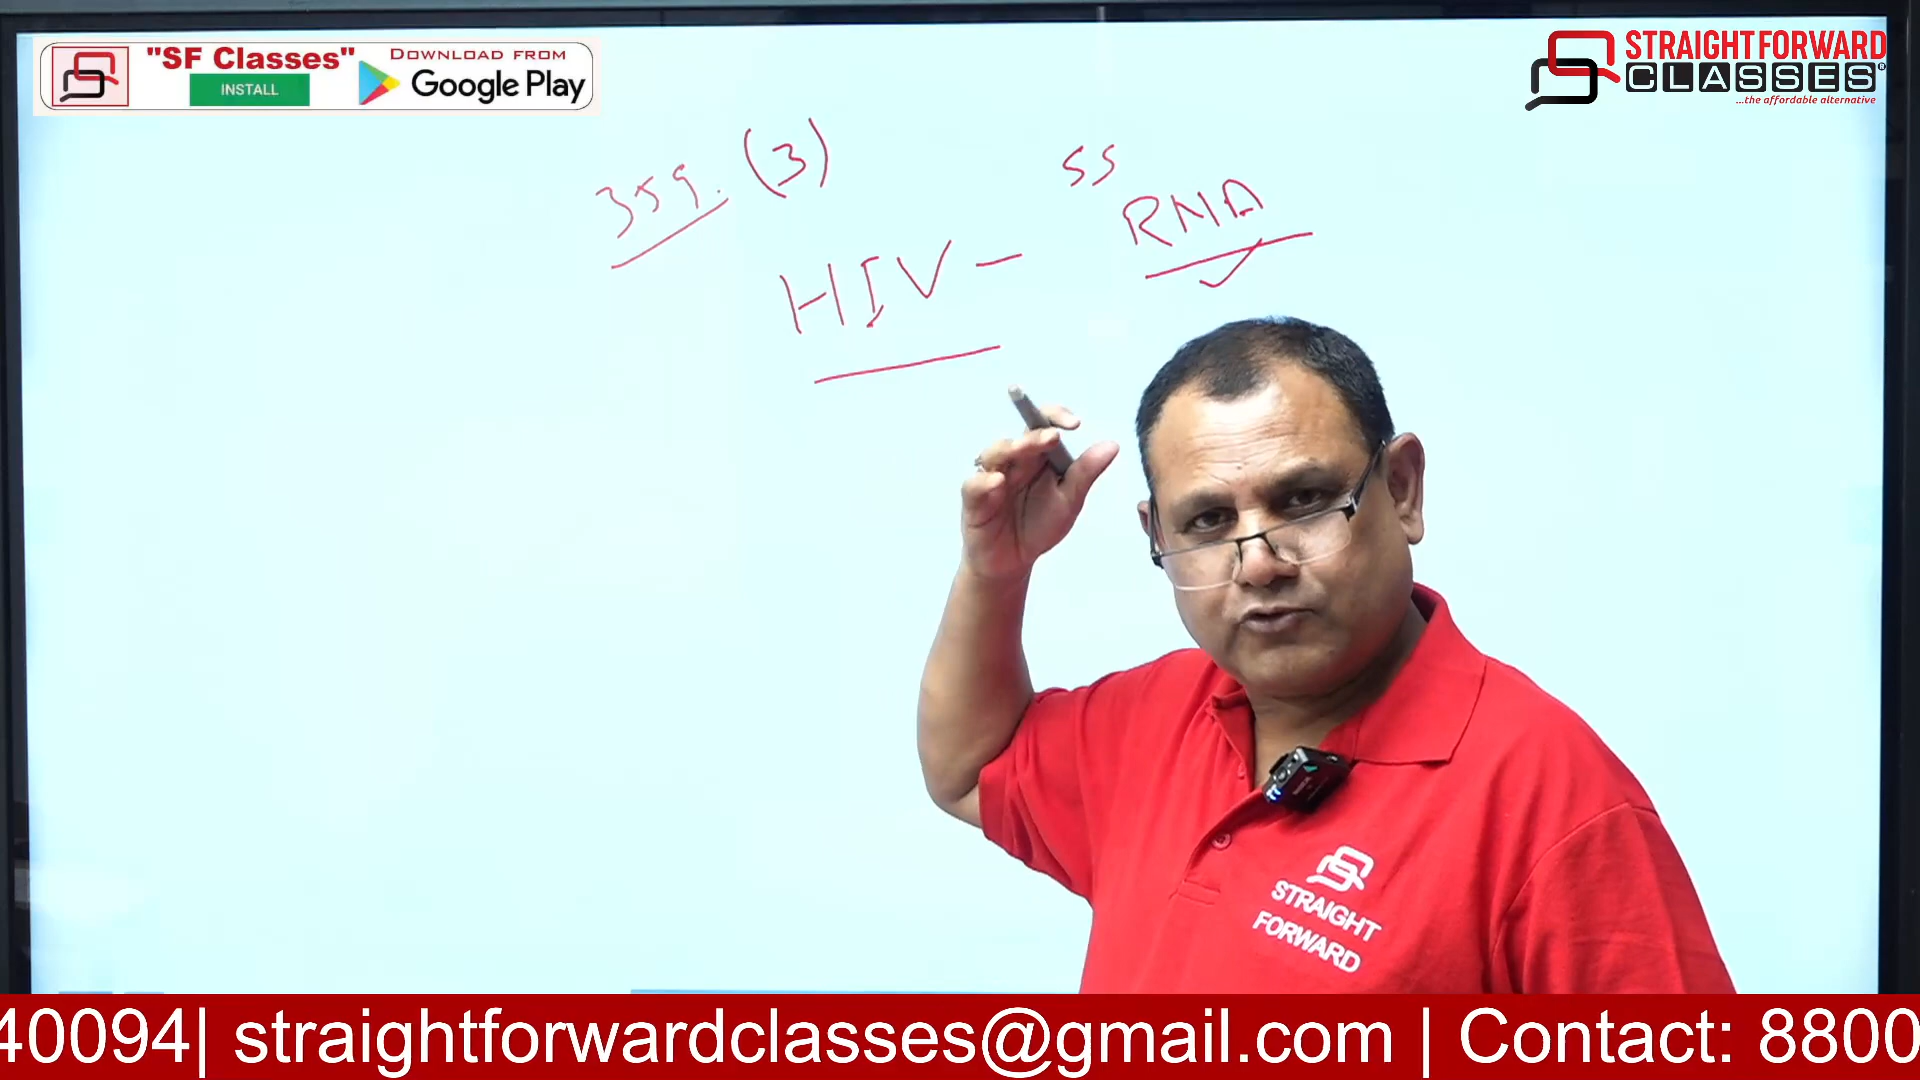 "SF Classes"
INSTALL
DOWNLOAD FROM
Google Play
STRAIGHT FORWARD
CLASSES®
...the affordable alternative
359. (3)
SS
RNA
HIV -
STRAIGHT
FORWARD
40094| straightforwardclasses@gmail.com | Contact: 8800